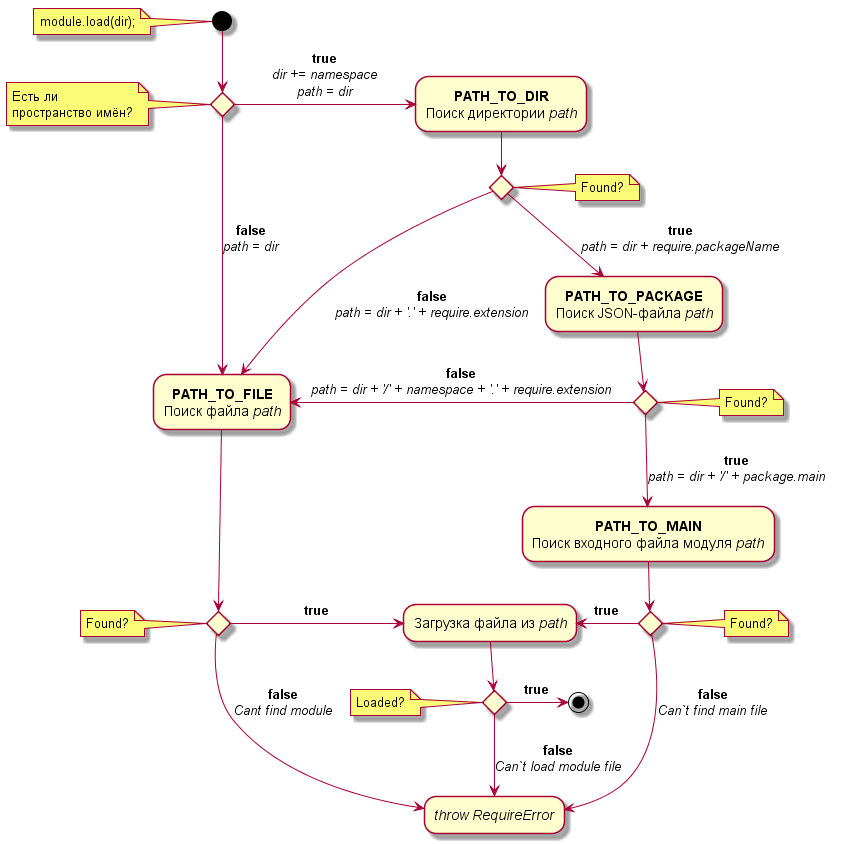 module.load(dir);
true
dir += namespace
path = dir
Есть ли
пространство имён?
PATH_TO_DIR
Поиск директории path
Found?
false
path = dir
true
path = dir + require.packageName
false
path = dir + '.' + require.extension
PATH_TO_PACKAGE
Поиск JSON-файла path
PATH_TO_FILE
Поиск файла path
false
path = dir + '/' + namespace + '.' + require.extension
Found?
true
path = dir + '/' + package.main
PATH_TO_MAIN
Поиск входного файла модуля path
Found?
true
Загрузка файла из path
true
Found?
false
Cant find module
Loaded?
true
false
Can`t find main file
false
Can`t load module file
throw RequireError